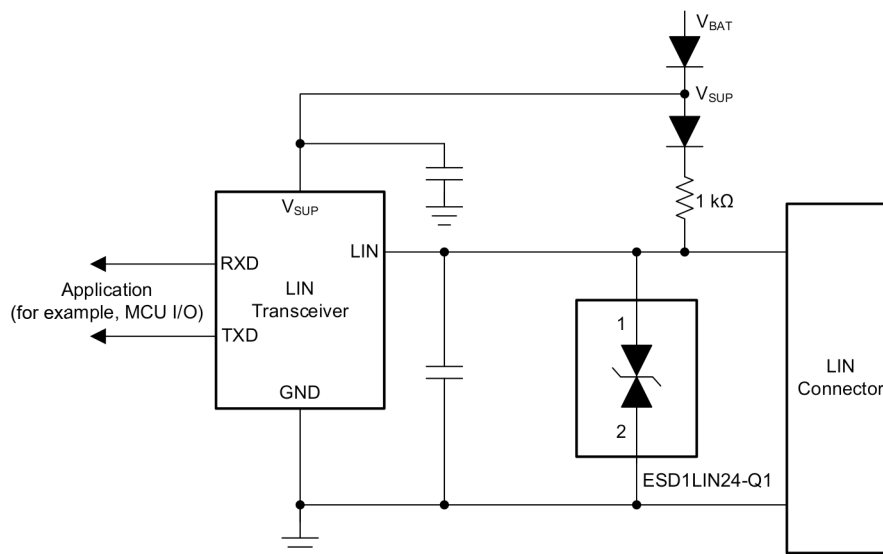 V_BAT
V_SUP
1 kΩ
V_SUP
LIN
RXD
LIN
Transceiver
Application
(for example, MCU I/O)
TXD
GND
1
2
ESD1LIN24-Q1
LIN
Connector